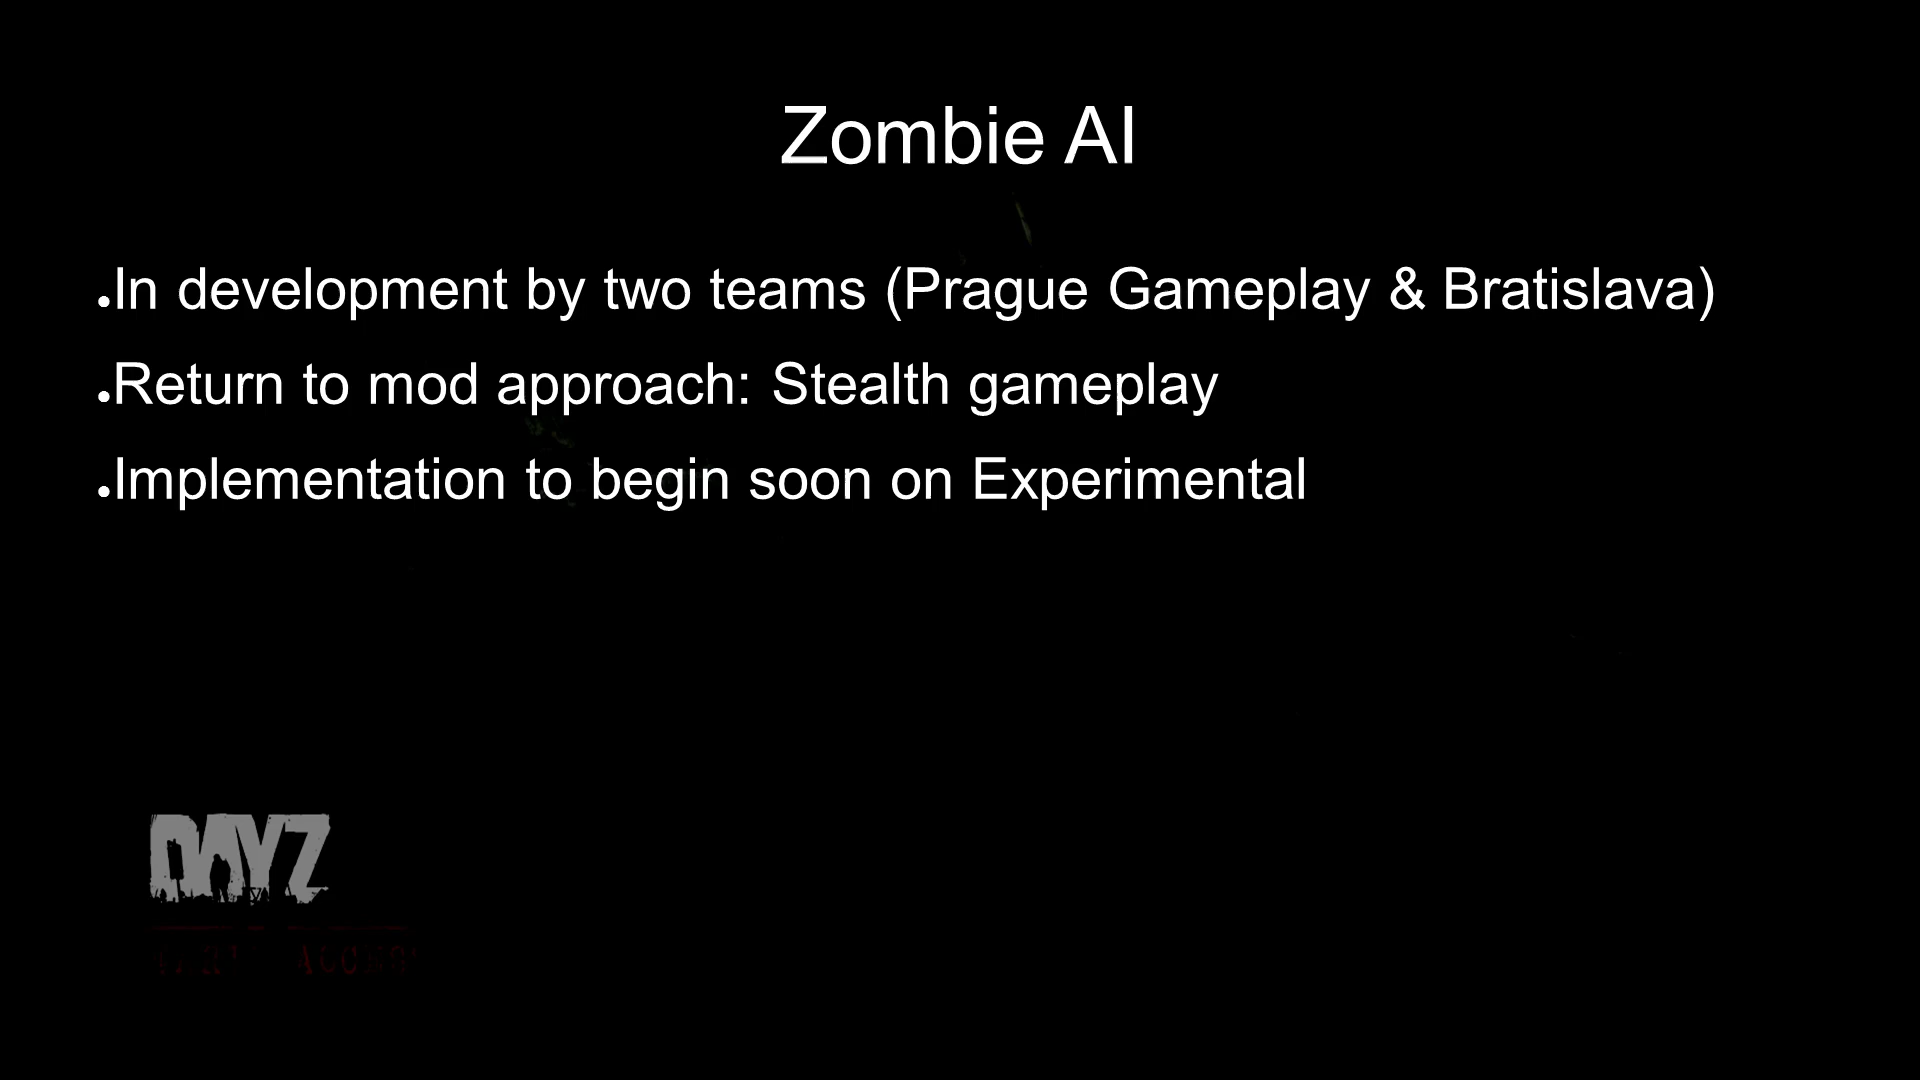 Zombie AI
●In development by two teams (Prague Gameplay & Bratislava)
●Return to mod approach: Stealth gameplay
●Implementation to begin soon on Experimental
DAYZ